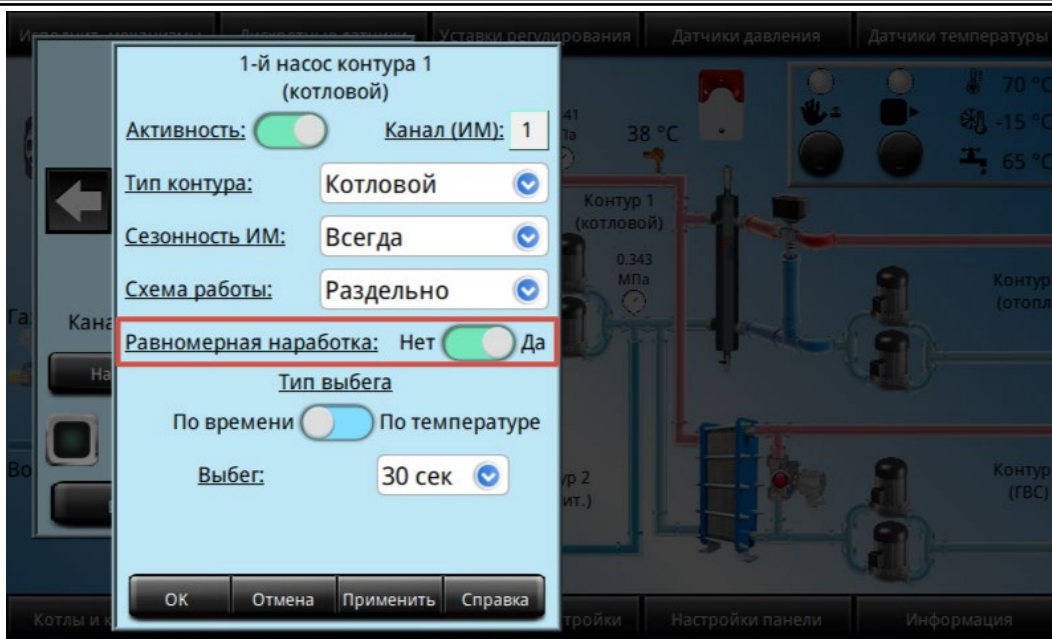 Уставки регулирования
Датчики давления
Датчики температуры
1-й насос контура 1
(котловой)
Активность:
Канал (ИМ): 1
Тип контура: Котловой
Сезонность ИМ: Всегда
Схема работы: Раздельно
Равномерная наработка: Нет Да
Тип выбега
По времени По температуре
Выбег: 30 сек
ОК Отмена Применить Справка
38 °C
70 °C
-15 °C
65 °C
Контур 1
(котловой)
0.343
МПа
Контур
(отопл
Контур
(ГВС)
Котлы и к
Настройки панели
Информация